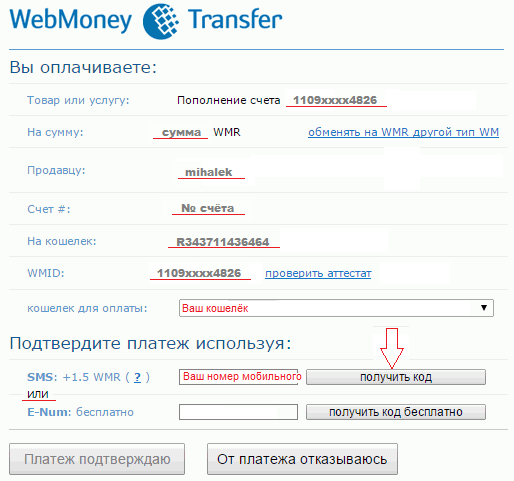 WebMoney Transfer
Вы оплачиваете:
Товар или услугу: Пополнение счета 1109xxxx4826
На сумму: сумма WMR обменять на WMR другой тип WM
Продавцу: mihalek
Счет #: № счёта
На кошелек: R343711436464
WMID: 1109xxxx4826 проверить аттестат
кошелек для оплаты: Ваш кошелёк
Подтвердите платеж используя:
SMS: +1.5 WMR ( ? ) Ваш номер мобильного получить код
или
E-Num: бесплатно получить код бесплатно
Платеж подтверждаю От платежа отказываюсь